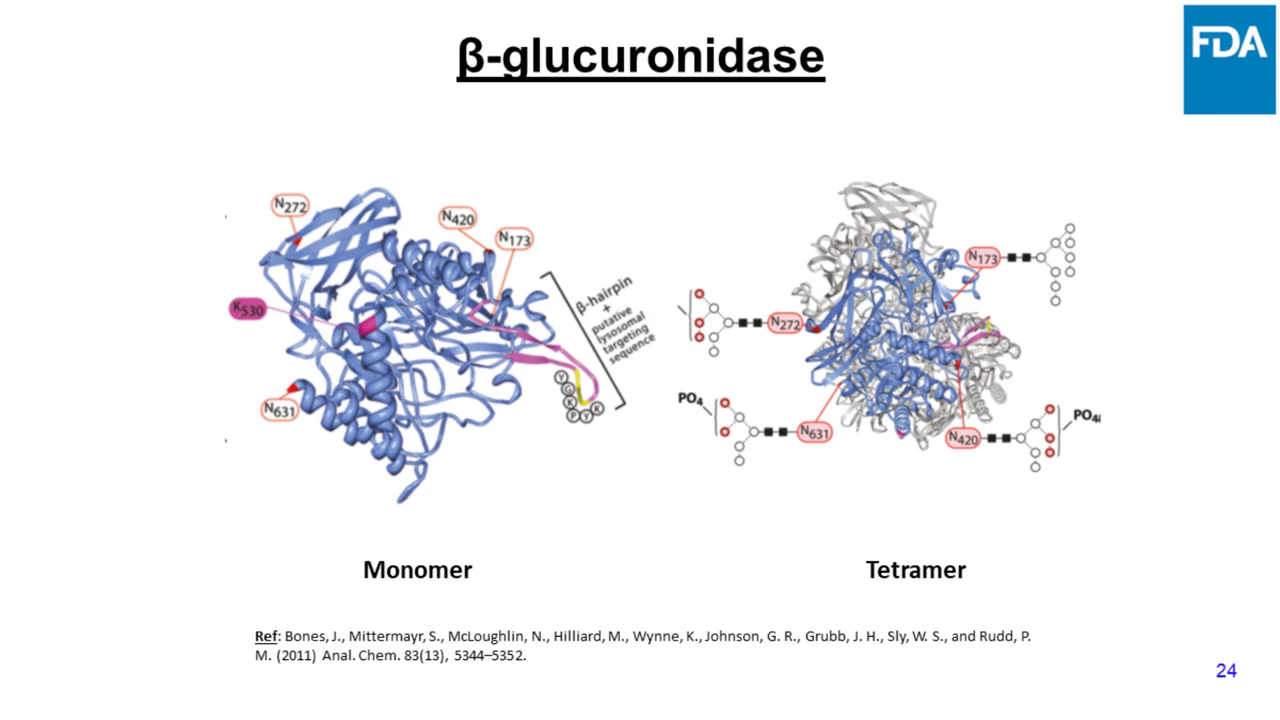 β-glucuronidase
FDA
N272
N420
N173
K530
N631
β-hairpin
+
putative
lysosomal
targeting
sequence
Y
G
K
P
Y
K
N173
N272
PO4
N631
N420
PO4
Monomer
Tetramer
Ref: Bones, J., Mittermayr, S., McLoughlin, N., Hilliard, M., Wynne, K., Johnson, G. R., Grubb, J. H., Sly, W. S., and Rudd, P.
M. (2011) Anal. Chem. 83(13), 5344–5352.
24